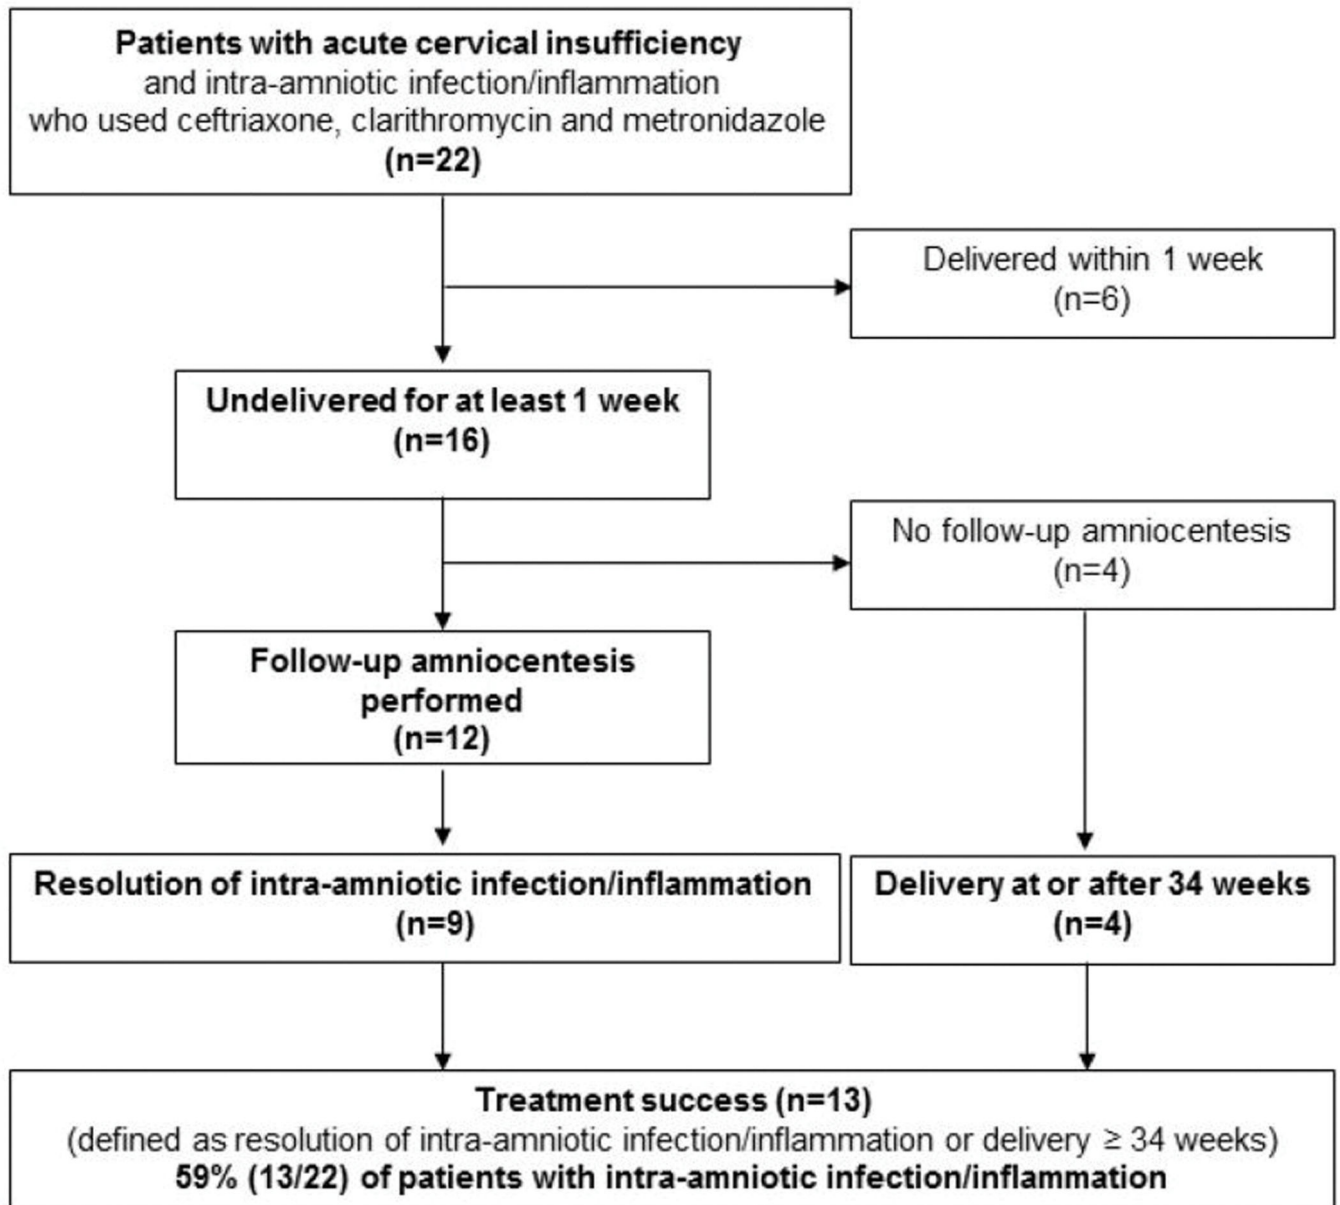 Patients with acute cervical insufficiency
and intra-amniotic infection/inflammation
who used ceftriaxone, clarithromycin and metronidazole
(n=22)
Delivered within 1 week
(n=6)
Undelivered for at least 1 week
(n=16)
No follow-up amniocentesis
(n=4)
Follow-up amniocentesis
performed
(n=12)
Resolution of intra-amniotic infection/inflammation
(n=9)
Delivery at or after 34 weeks
(n=4)
Treatment success (n=13)
(defined as resolution of intra-amniotic infection/inflammation or delivery ≥ 34 weeks)
59% (13/22) of patients with intra-amniotic infection/inflammation